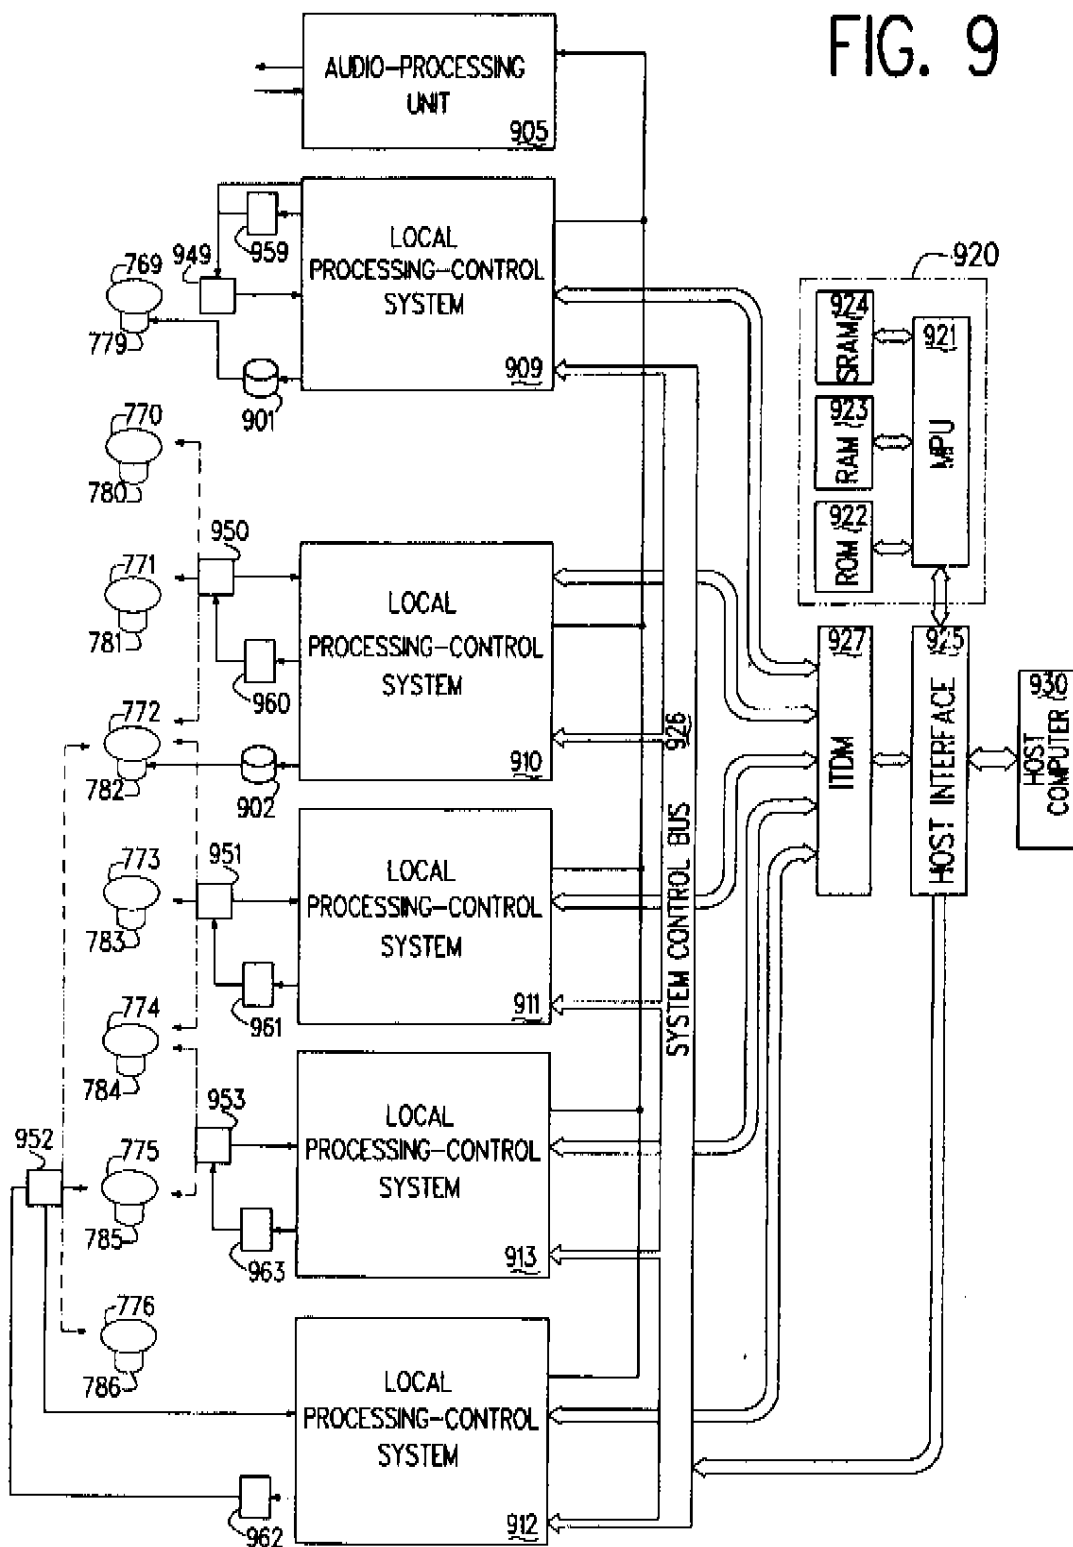 FIG. 9
AUDIO-PROCESSING
UNIT
905
959
949
769
779
LOCAL
PROCESSING-CONTROL
SYSTEM
909
901
920
924
SRAM
921
MPU
923
RAM
922
ROM
770
780
950
771
781
960
LOCAL
PROCESSING-CONTROL
SYSTEM
910
772
782
902
926
SYSTEM CONTROL BUS
927
ITDM
925
HOST INTERFACE
930
HOST
COMPUTER
773
783
951
961
LOCAL
PROCESSING-CONTROL
SYSTEM
911
774
784
953
952
775
785
963
LOCAL
PROCESSING-CONTROL
SYSTEM
913
776
786
LOCAL
PROCESSING-CONTROL
SYSTEM
912
962